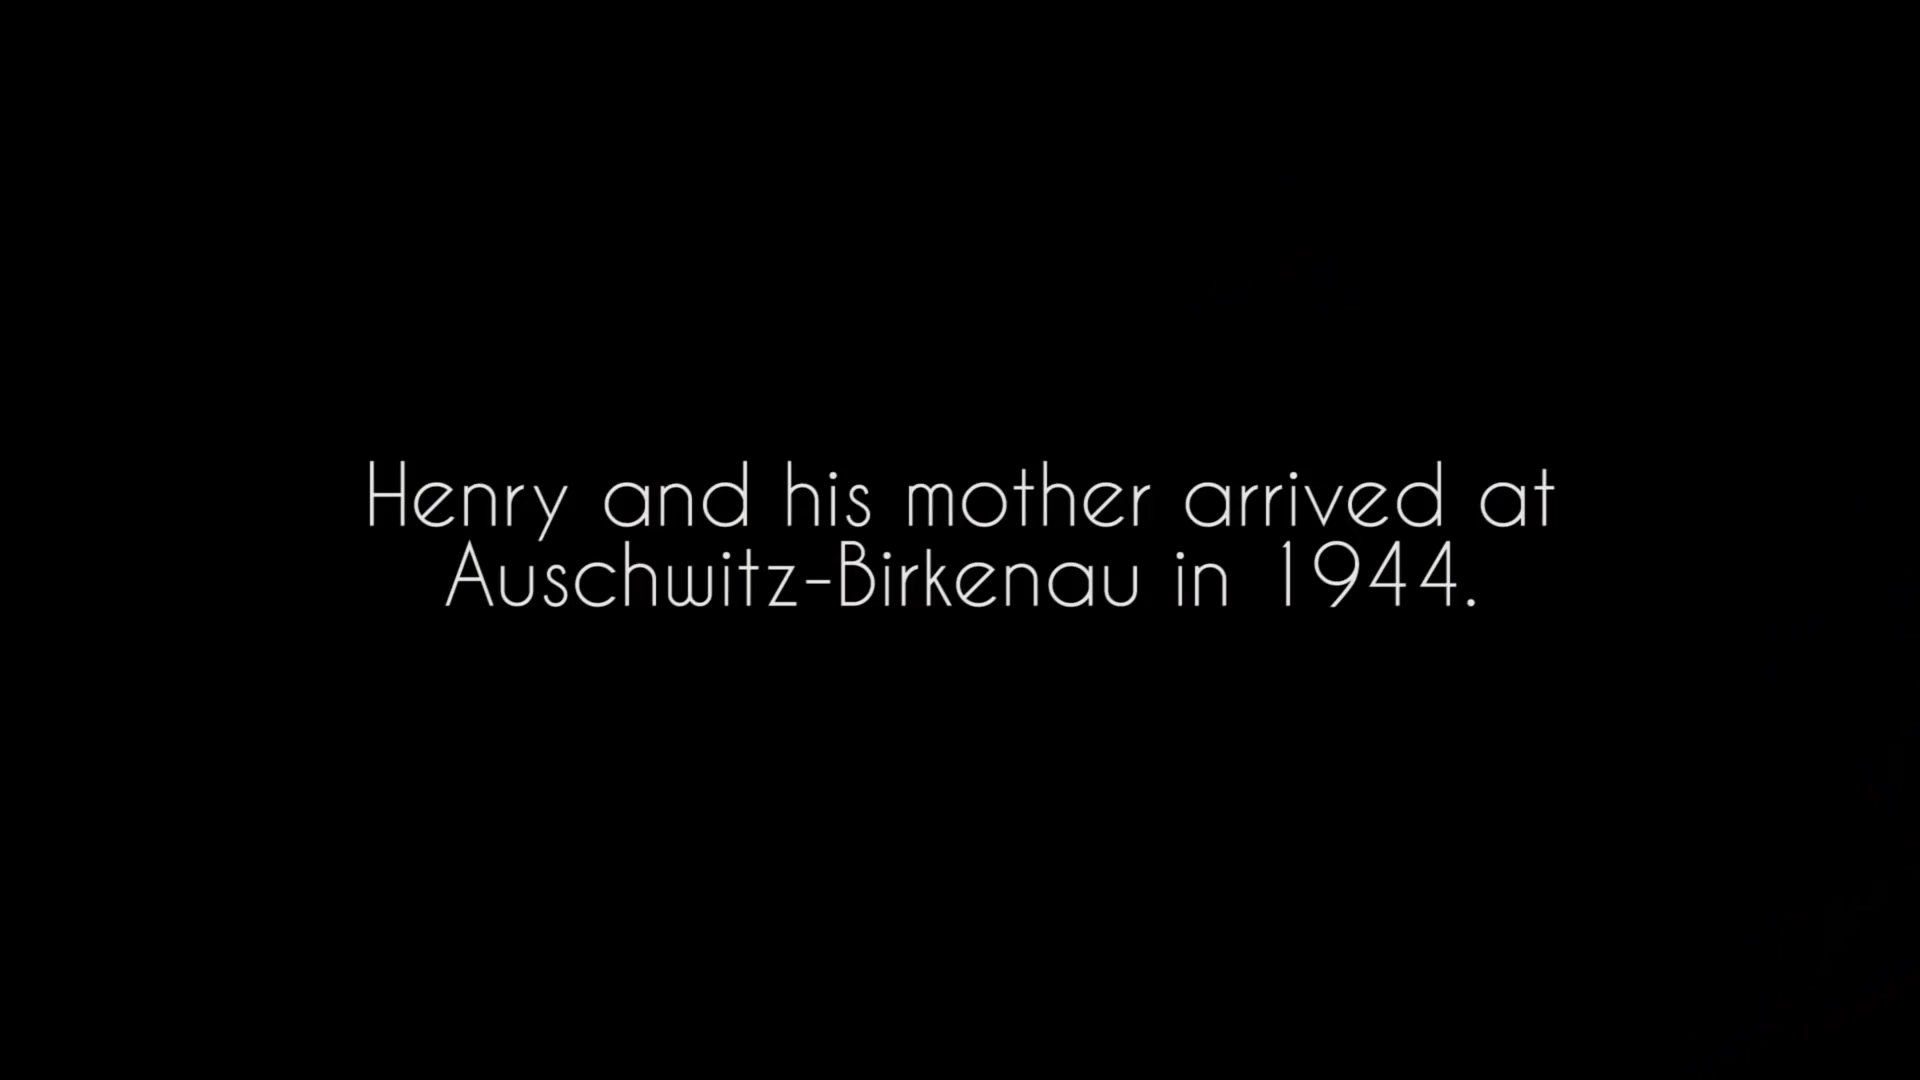 Henry and his mother arrived at
Auschwitz-Birkenau in 1944.